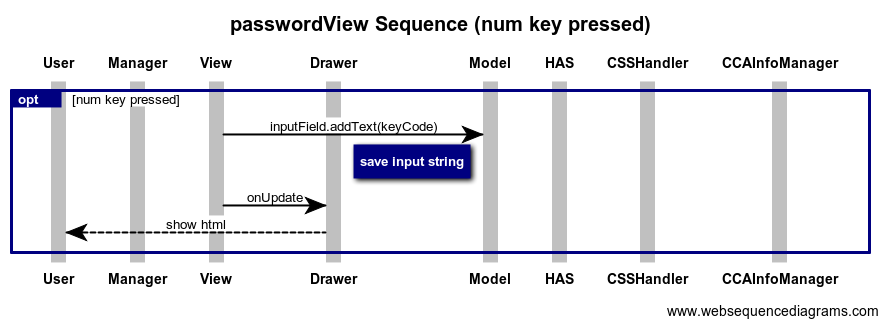 passwordView Sequence (num key pressed)
User Manager View Drawer Model HAS CSSHandler CCAInfoManager
opt [num key pressed]
inputField.addText(keyCode)
save input string
onUpdate
show html
User Manager View Drawer Model HAS CSSHandler CCAInfoManager
www.websequencediagrams.com